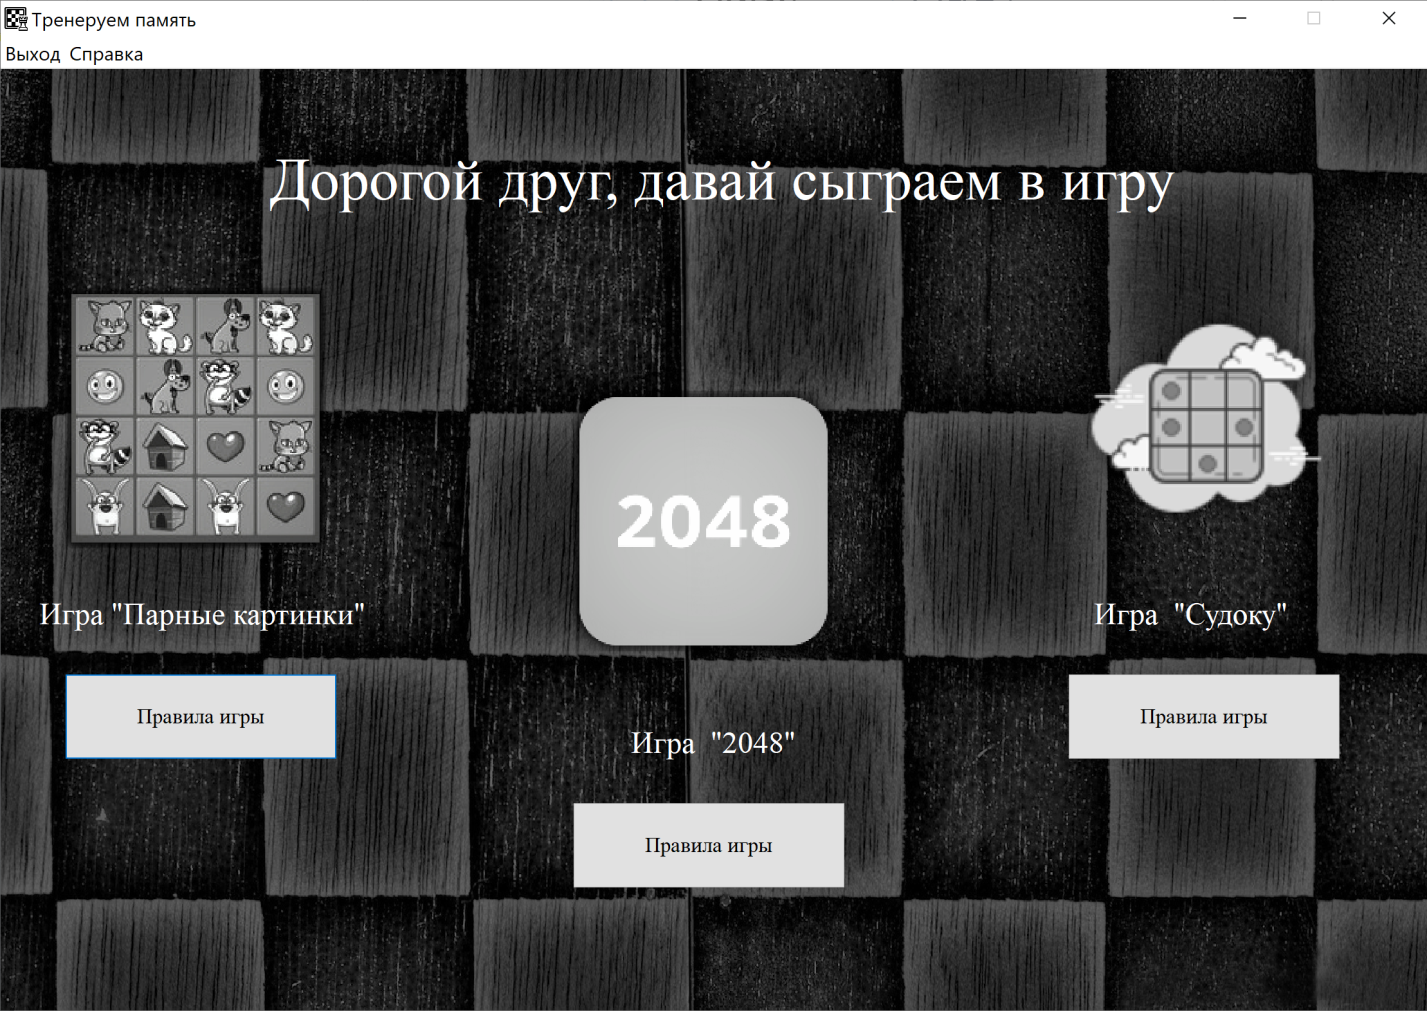 Тренеруем память
Выход Справка
Дорогой друг, давай сыграем в игру
2048
Игра "Парные картинки"
Игра "Судоку"
Правила игры
Правила игры
Игра "2048"
Правила игры